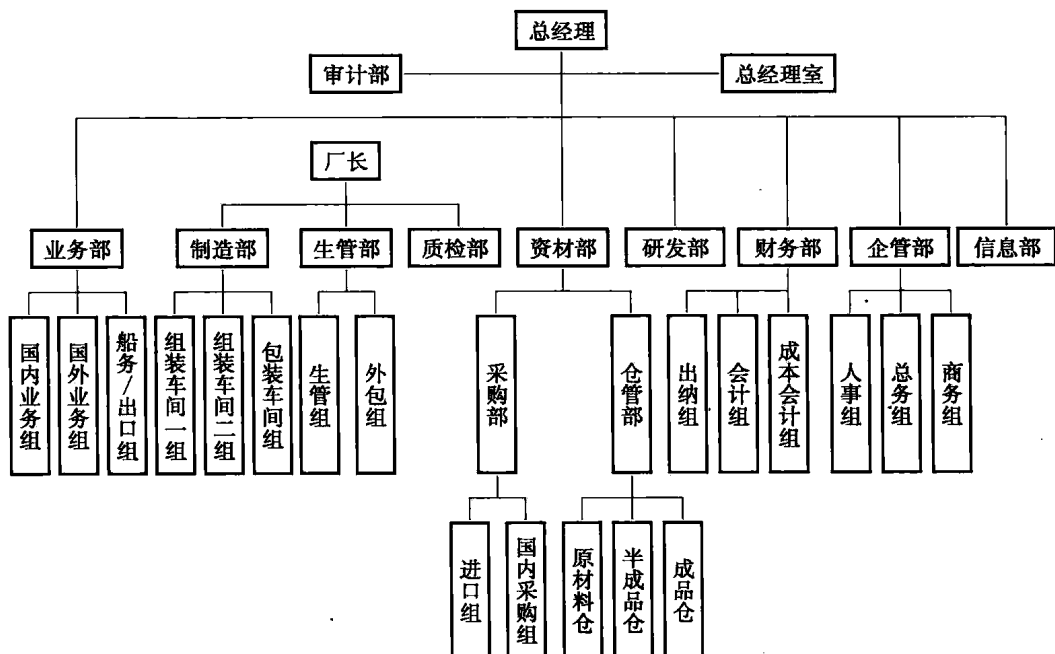 总经理
审计部
总经理室
厂长
业务部
制造部
生管部
质检部
资材部
研发部
财务部
企管部
信息部
国内业务组
国外业务组
船务/出口组
组装车间一组
组装车间二组
包装车间组
生管组
外包组
采购部
仓管部
出纳组
会计组
成本会计组
人事组
总务组
商务组
进口组
国内采购组
原材料仓
半成品仓
成品仓